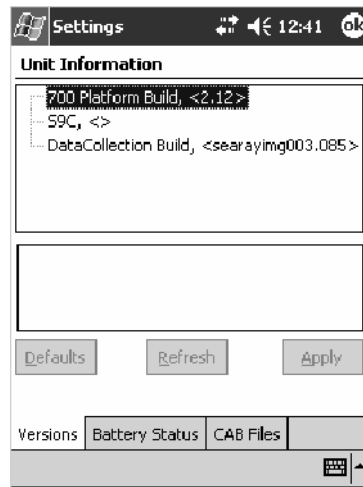 Settings 12:41 ok
Unit Information
700 Platform Build, <2.12>
S9C, <>
DataCollection Build, <searayimg003.085>
Defaults Refresh Apply
Versions Battery Status CAB Files